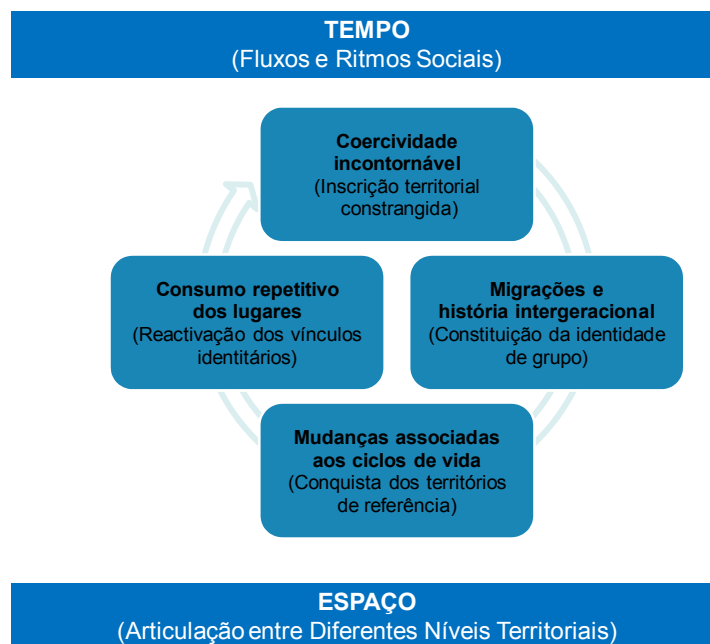 TEMPO
(Fluxos e Ritmos Sociais)
Coercividade
incontornável
(Inscrição territorial
constrangida)
Consumo repetitivo
dos lugares
(Reactivação dos vínculos
identitários)
Migrações e
história intergeracional
(Constituição da identidade
de grupo)
Mudanças associadas
aos ciclos de vida
(Conquista dos territórios
de referência)
ESPAÇO
(Articulação entre Diferentes Níveis Territoriais)